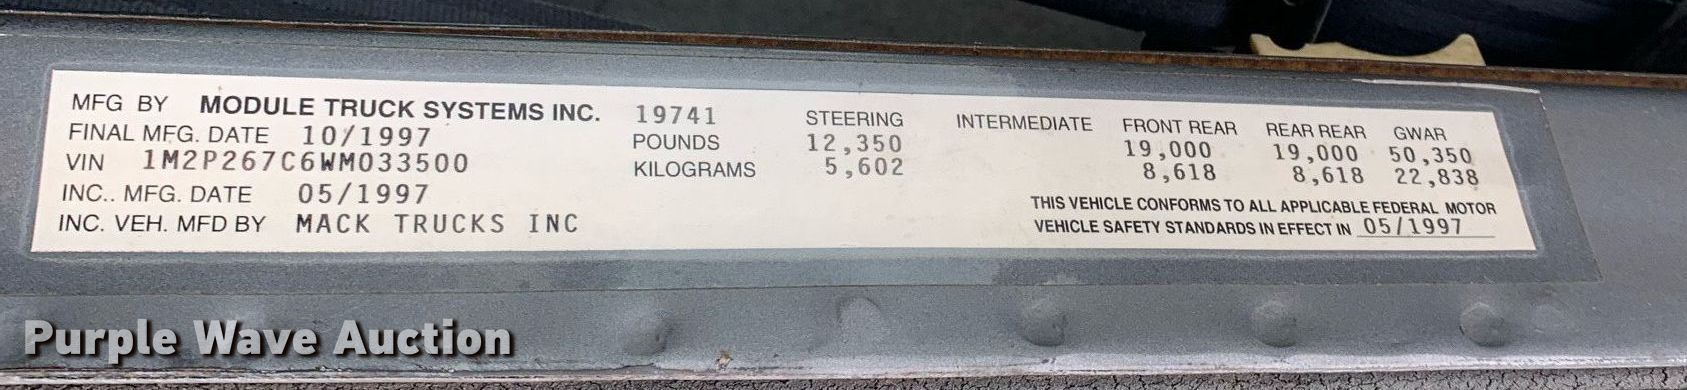 MFG BY MODULE TRUCK SYSTEMS INC. 19741 STEERING INTERMEDIATE FRONT REAR REAR REAR GWAR
FINAL MFG. DATE 10/1997 POUNDS 12,350 19,000 19,000 50,350
VIN 1M2P267C6WM033500 KILOGRAMS 5,602 8,618 8,618 22,838
INC.. MFG. DATE 05/1997
INC. VEH. MFD BY MACK TRUCKS INC
THIS VEHICLE CONFORMS TO ALL APPLICABLE FEDERAL MOTOR
VEHICLE SAFETY STANDARDS IN EFFECT IN 05/1997
Purple Wave Auction